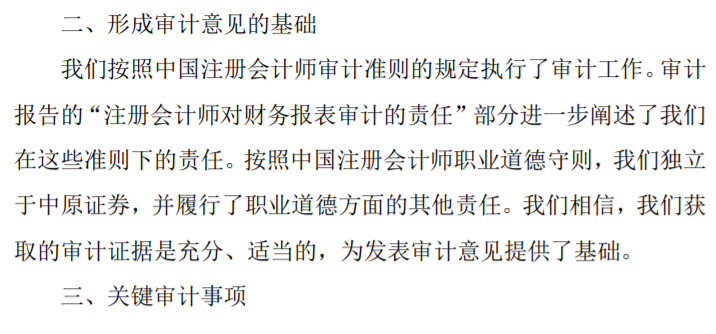 二、形成审计意见的基础
我们按照中国注册会计师审计准则的规定执行了审计工作。审计
报告的“注册会计师对财务报表审计的责任”部分进一步阐述了我们
在这些准则下的责任。按照中国注册会计师职业道德守则，我们独立
于中原证券，并履行了职业道德方面的其他责任。我们相信，我们获
取的审计证据是充分、适当的，为发表审计意见提供了基础。
三、关键审计事项